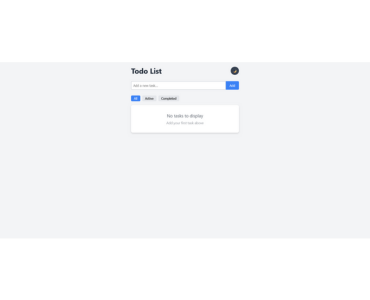 Todo List
Add a new task...
Add
All
Active
Completed
No tasks to display
Add your first task above